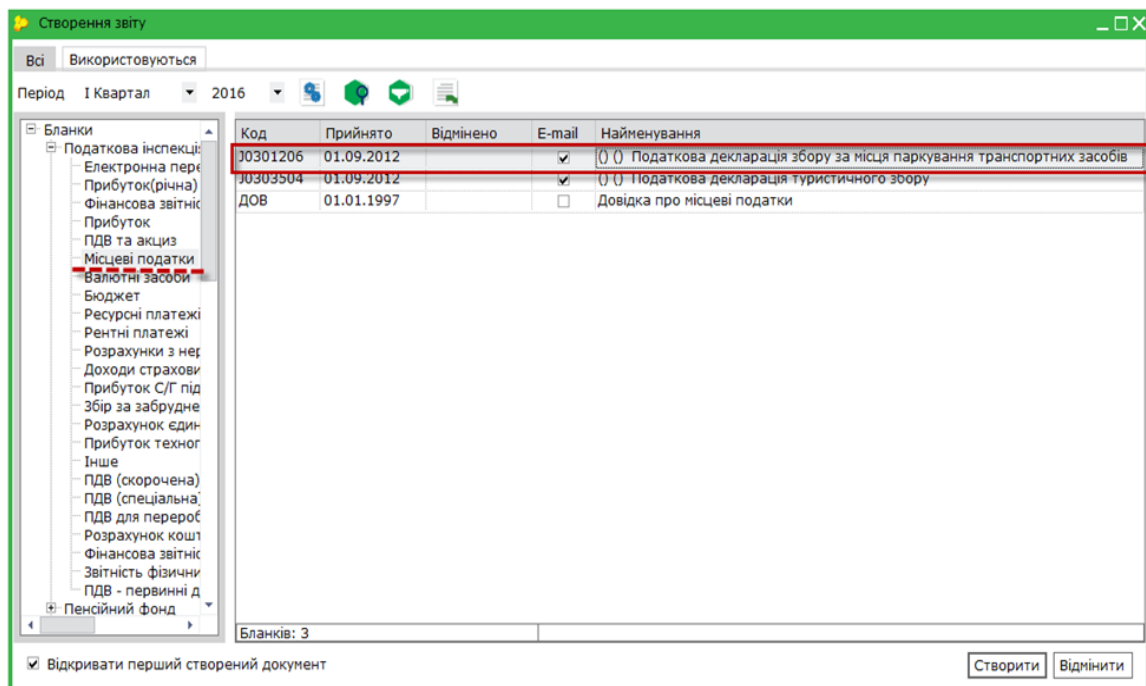 Створення звіту
Всі Використовуються
Період І Квартал 2016
Бланки
Податкова інспекція
Електронна пере
Прибуток(річна)
Фінансова звітніс
Прибуток
ПДВ та акциз
Місцеві податки
Валютні засоби
Бюджет
Ресурсні платежі
Рентні платежі
Розрахунки з нер
Доходи страхови
Прибуток С/Г під
Збір за забрудне
Розрахунок єдин
Прибуток техног
Інше
ПДВ (скорочена)
ПДВ (спеціальна)
ПДВ для перероб
Розрахунок кошт
Фінансова звітніс
Звітність фізични
ПДВ - первинні д
Пенсійний фонд
Код Прийнято Відмінено E-mail Найменування
J0301206 01.09.2012 () () Податкова декларація збору за місця паркування транспортних засобів
J0303504 01.09.2012 () () Податкова декларація туристичного збору
ДОВ 01.01.1997 Довідка про місцеві податки
Бланків: 3
Відкривати перший створений документ
Створити Відмінити